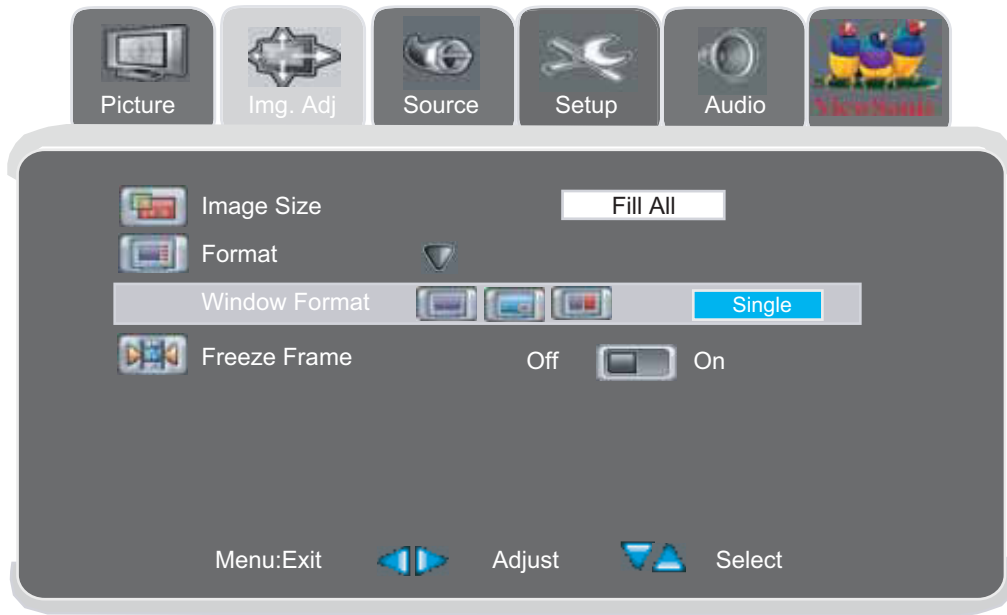 Picture Img. Adj Source Setup Audio ViewSonic
Image Size Fill All
Format
Window Format Single
Freeze Frame Off On
Menu:Exit Adjust Select